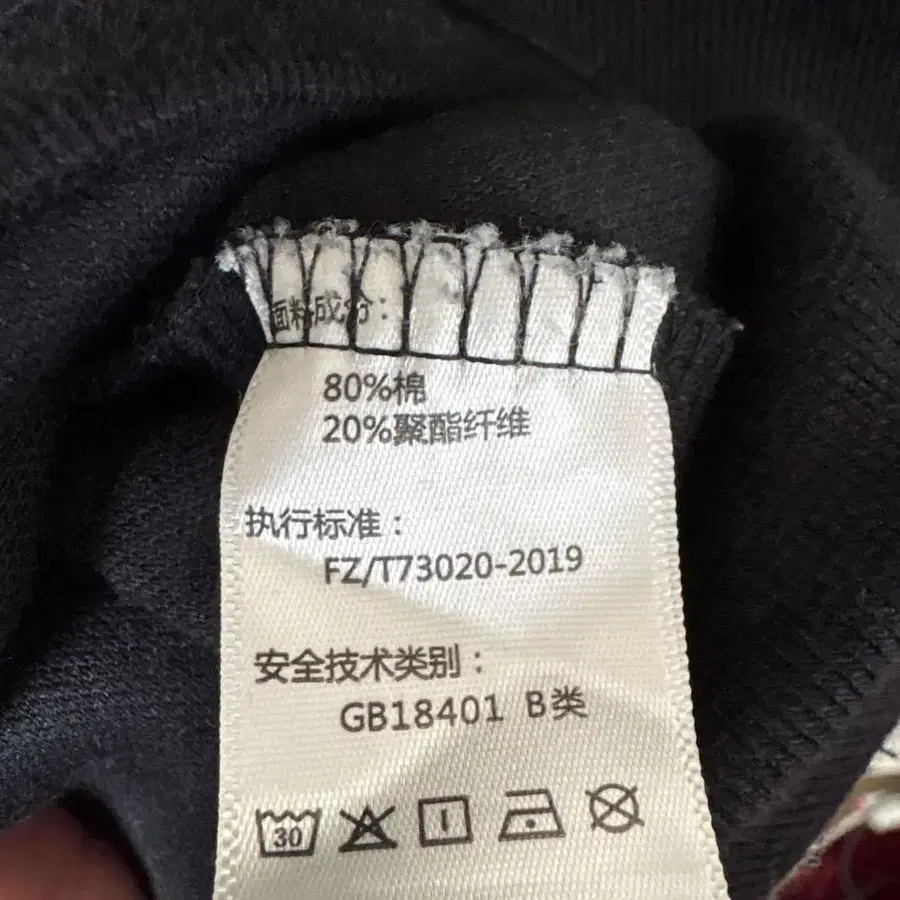 面料成分：
80%棉
20%聚酯纤维
执行标准：
FZ/T73020-2019
安全技术类别：
GB18401 B类
30